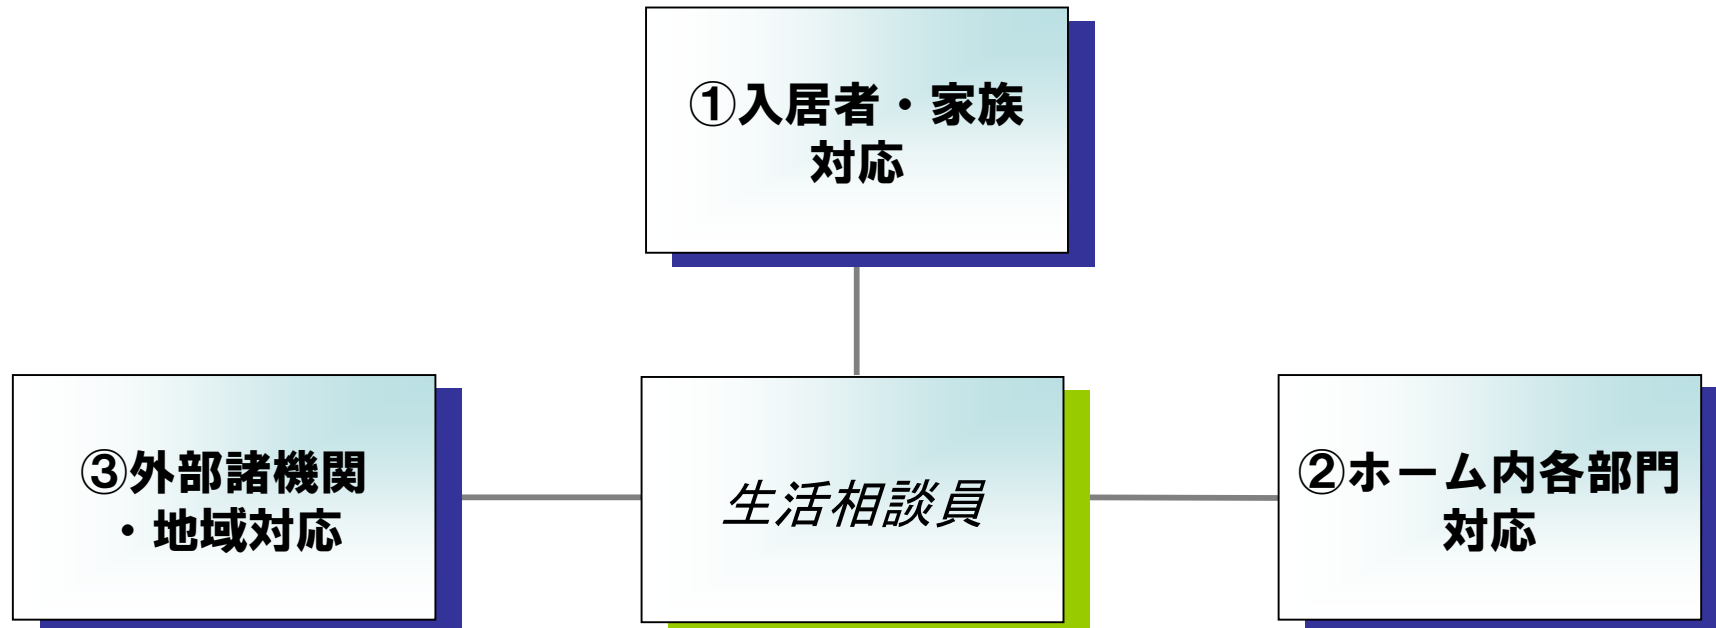 ①入居者・家族
対応
③外部諸機関
・地域対応
生活相談員
②ホーム内各部門
対応